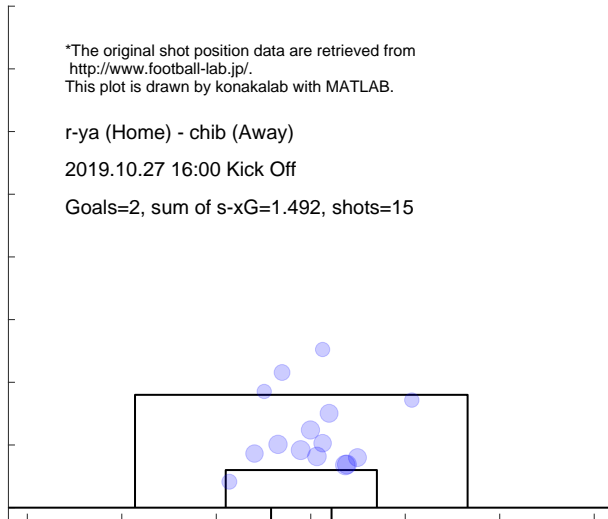 *The original shot position data are retrieved from
http://www.football-lab.jp/.
This plot is drawn by konakalab with MATLAB.
r-ya (Home) - chib (Away)
2019.10.27 16:00 Kick Off
Goals=2, sum of s-xG=1.492, shots=15